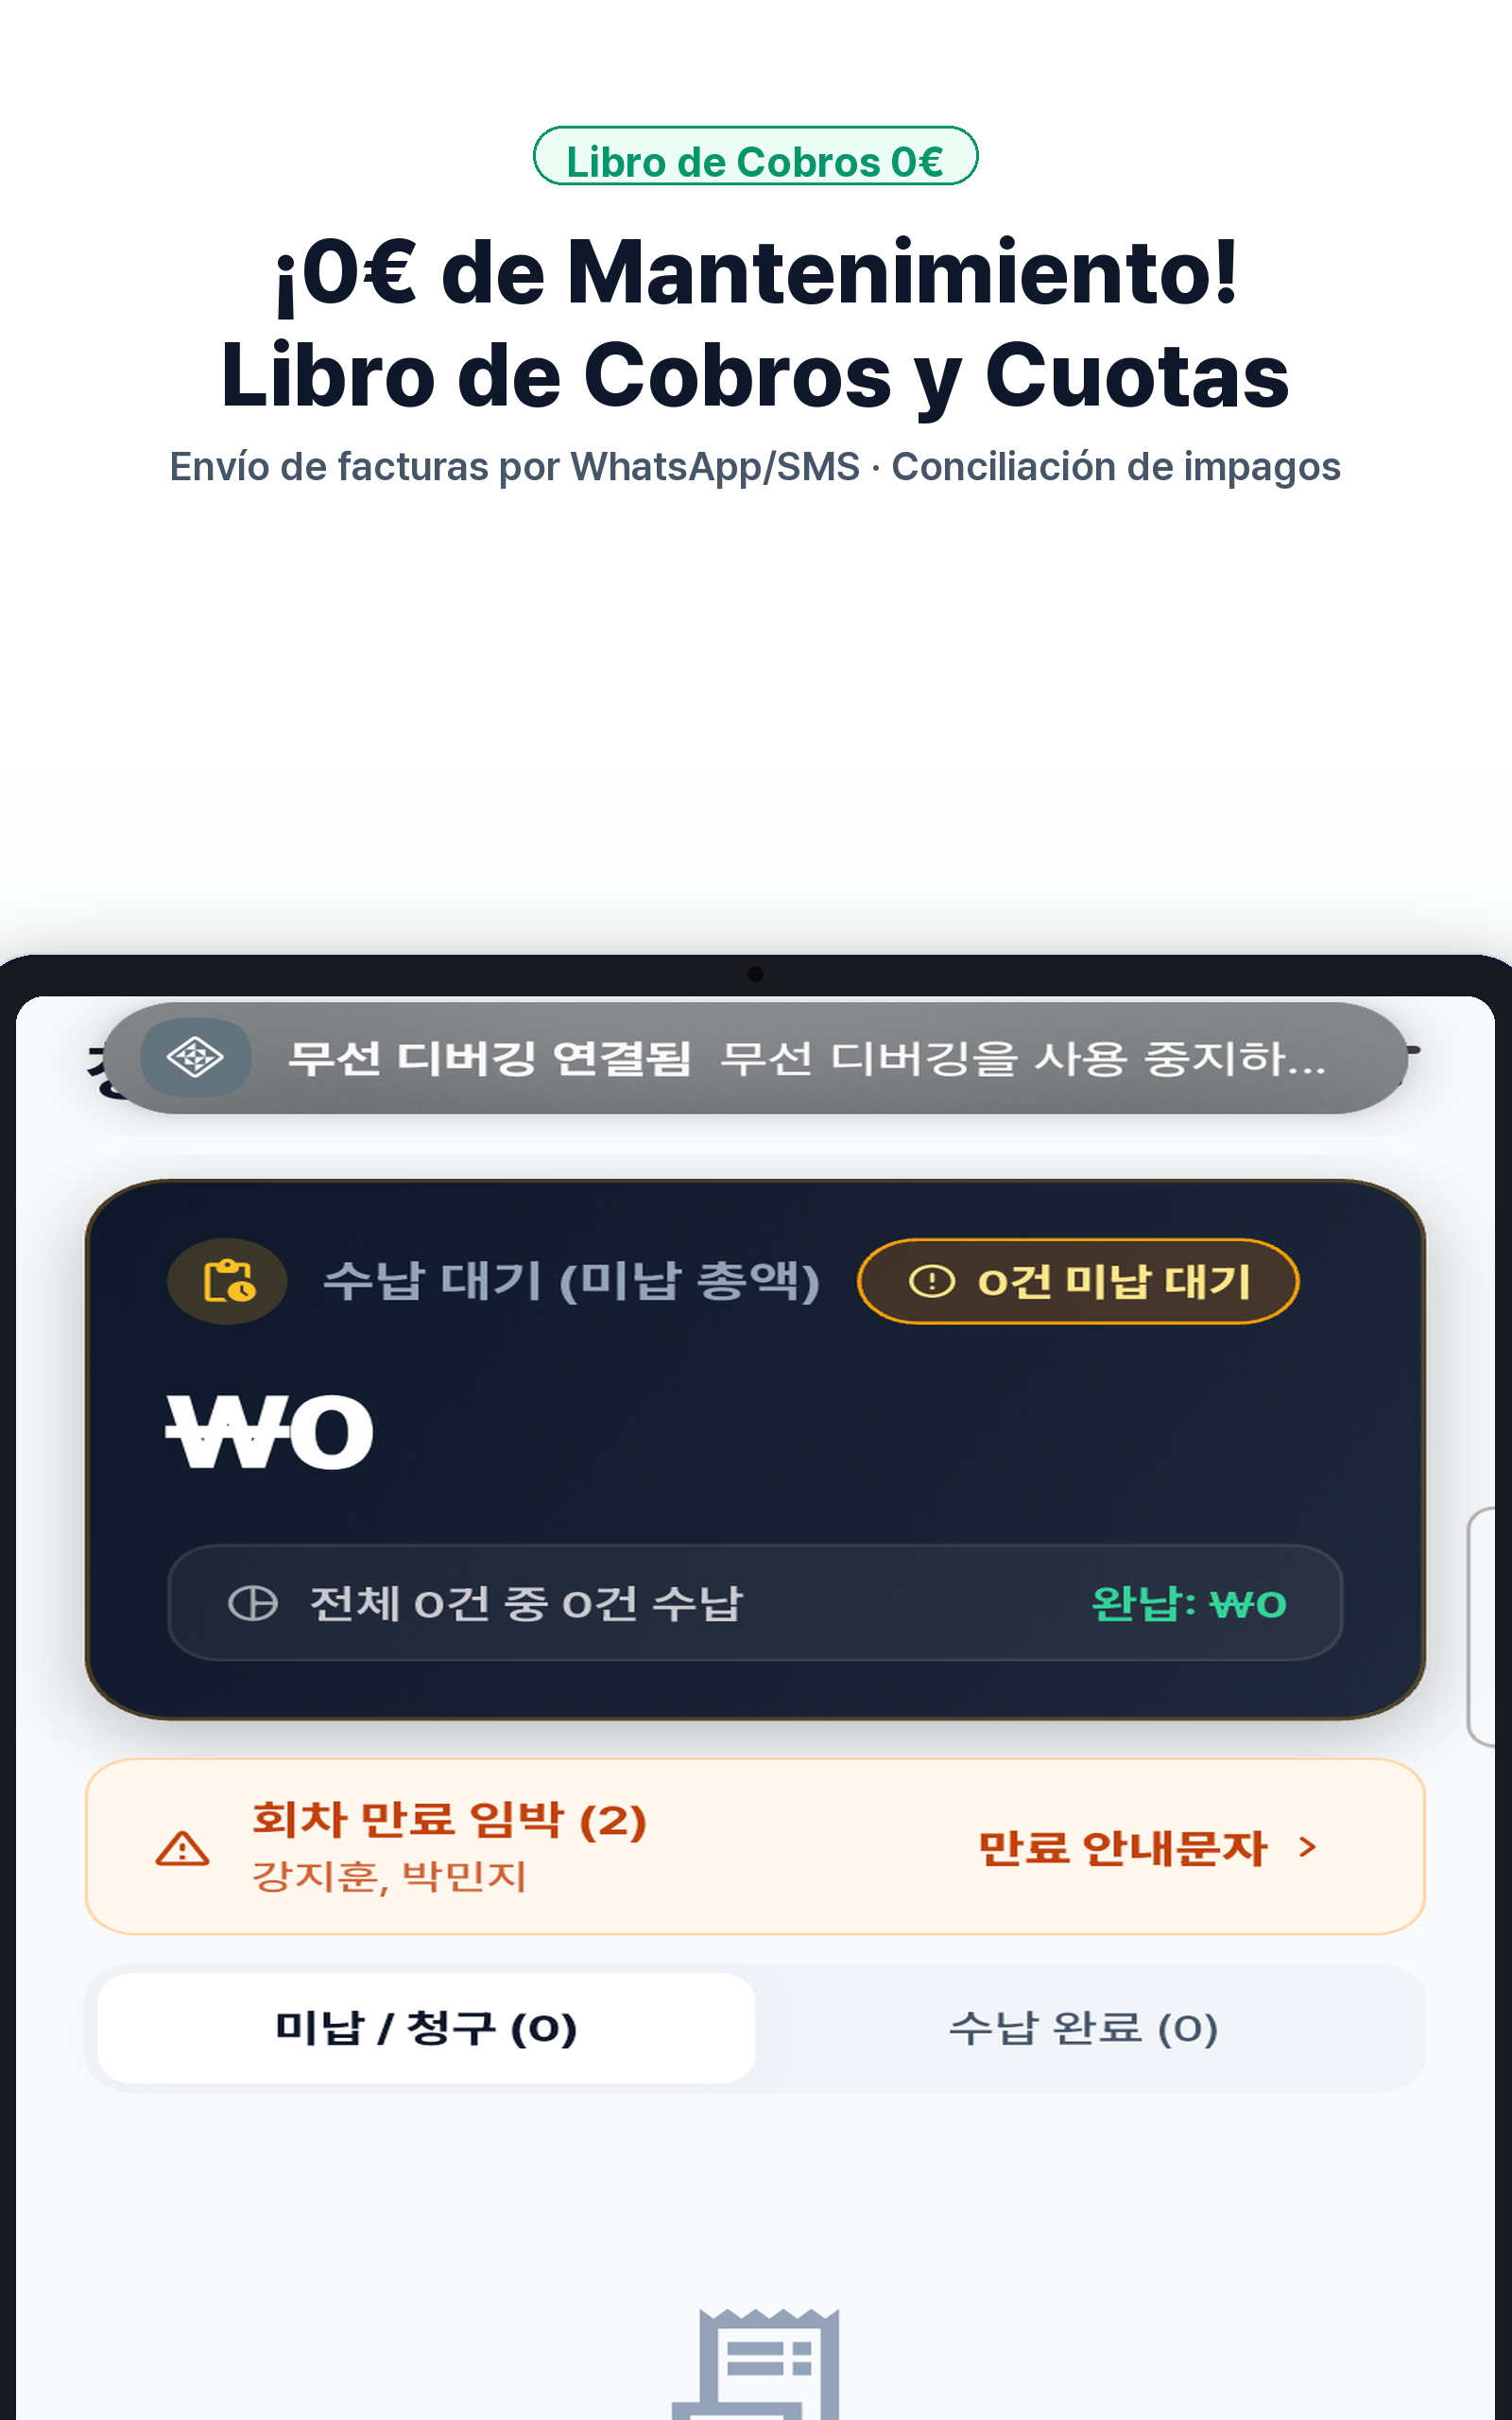 Libro de Cobros 0€
¡0€ de Mantenimiento!
Libro de Cobros y Cuotas
Envío de facturas por WhatsApp/SMS · Conciliación de impagos
무선 디버깅 연결됨 무선 디버깅을 사용 중지하...
수납 대기 (미납 총액)
0건 미납 대기
₩0
전체 0건 중 0건 수납
완납: ₩0
회차 만료 임박 (2)
강지훈, 박민지
만료 안내문자 >
미납 / 청구 (0)
수납 완료 (0)